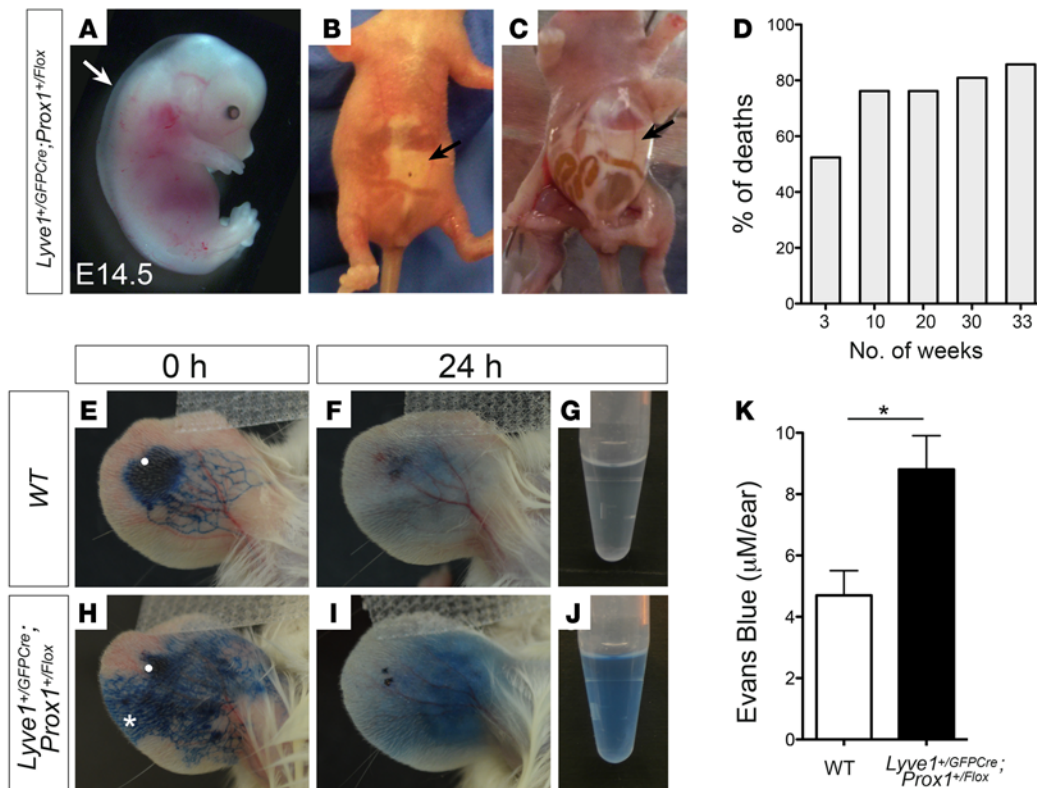 A
B
C
D
Lyve1+/GFPCre;Prox1+/Flox
E14.5
% of deaths
80
60
40
20
0
3 10 20 30 33
No. of weeks
0 h
24 h
E
F
G
WT
H
I
J
Lyve1+/GFPCre;
Prox1+/Flox
*
K
*
Evans Blue (µM/ear)
10
8
6
4
2
0
WT
Lyve1+/GFPCre;
Prox1+/Flox